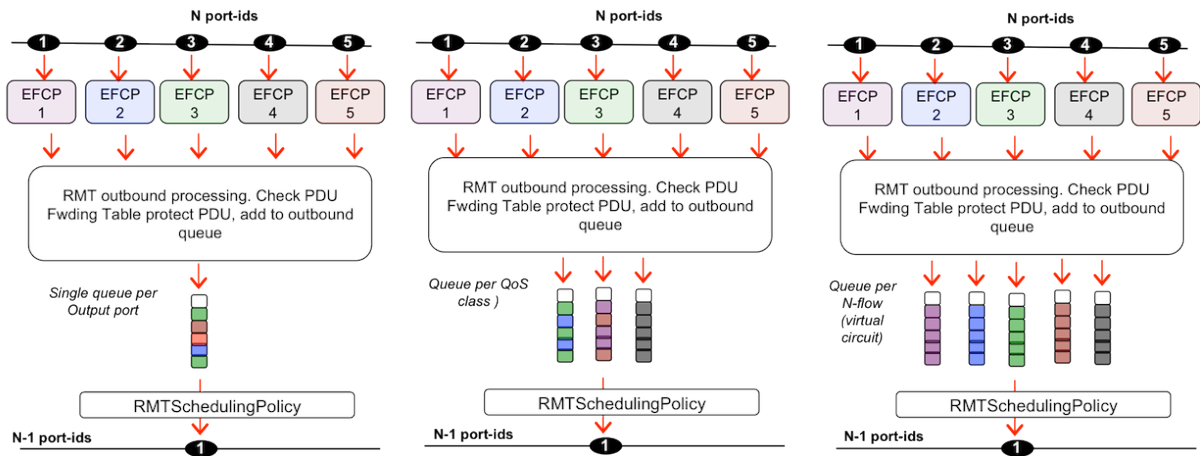 N port-ids
1 2 3 4 5
EFCP 1
EFCP 2
EFCP 3
EFCP 4
EFCP 5
RMT outbound processing. Check PDU
Fwding Table protect PDU, add to outbound
queue
Single queue per
Output port
RMTSchedulingPolicy
N-1 port-ids
1
N port-ids
1 2 3 4 5
EFCP 1
EFCP 2
EFCP 3
EFCP 4
EFCP 5
RMT outbound processing. Check PDU
Fwding Table protect PDU, add to outbound
queue
Queue per QoS
class )
RMTSchedulingPolicy
N-1 port-ids
1
N port-ids
1 2 3 4 5
EFCP 1
EFCP 2
EFCP 3
EFCP 4
EFCP 5
RMT outbound processing. Check PDU
Fwding Table protect PDU, add to outbound
queue
Queue per
N-flow
(virtual
circuit)
RMTSchedulingPolicy
N-1 port-ids
1